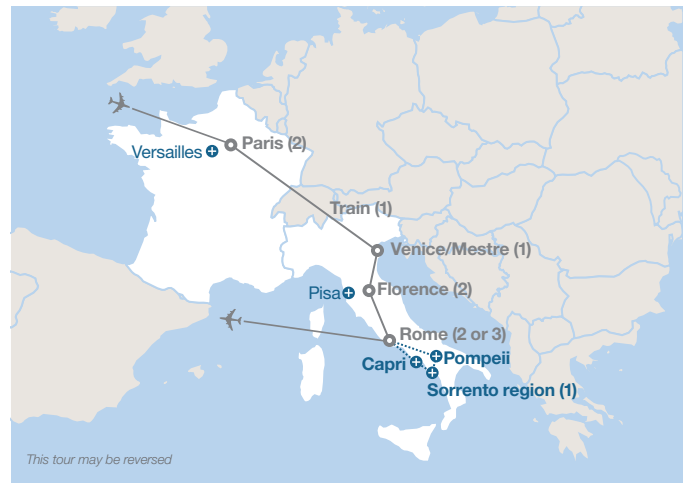 Paris (2)
Versailles
Train (1)
Venice/Mestre (1)
Florence (2)
Pisa
Rome (2 or 3)
Pompeii
Capri
Sorrento region (1)
This tour may be reversed